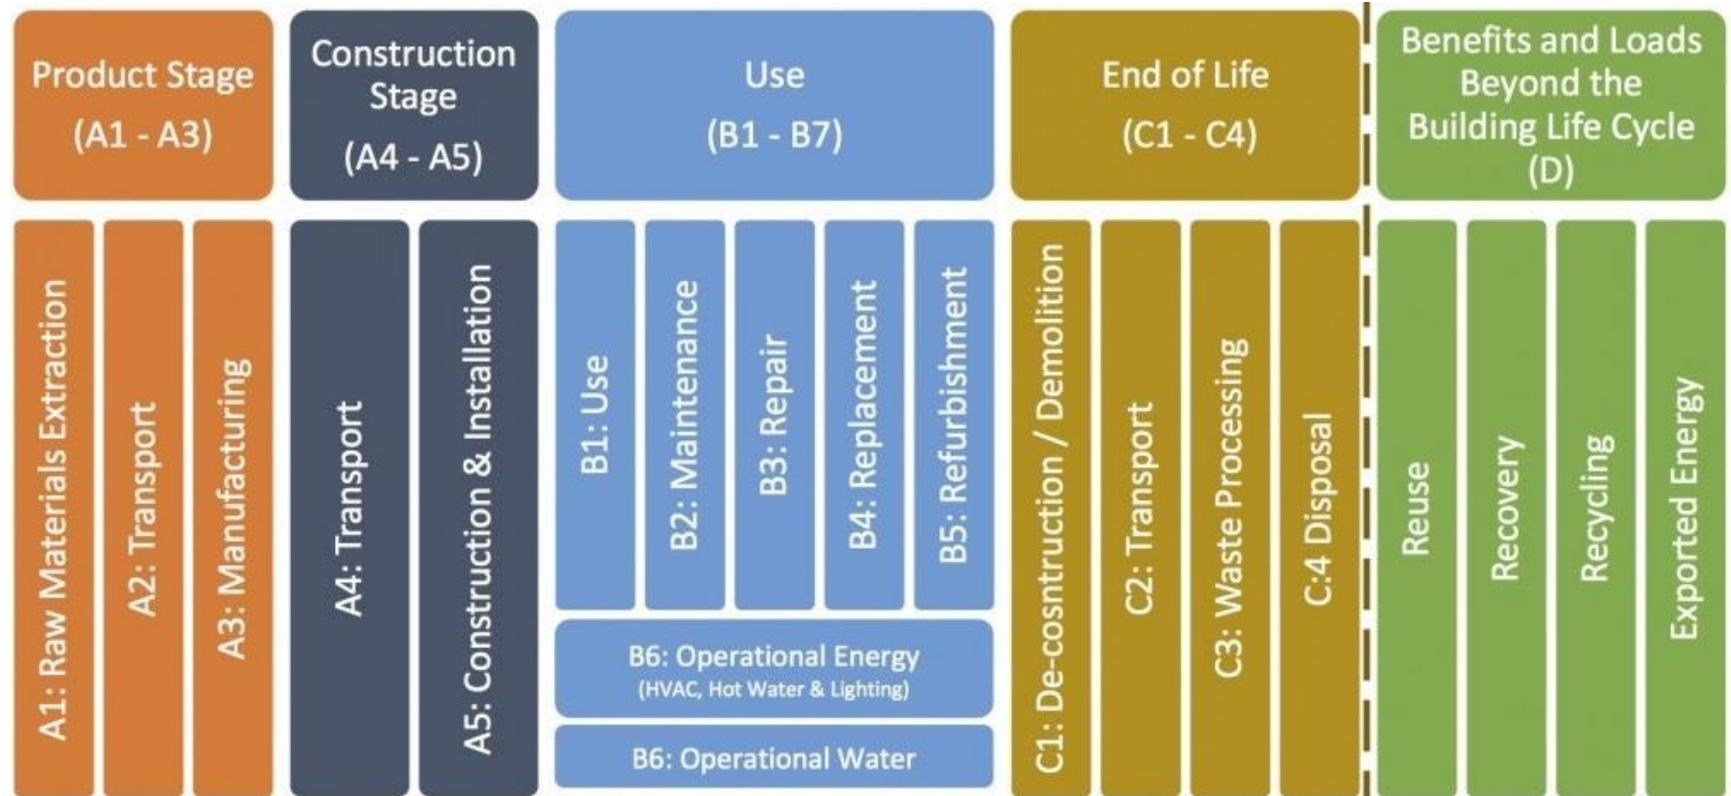 Product Stage
(A1 - A3)
Construction
Stage
(A4 - A5)
Use
(B1 - B7)
End of Life
(C1 - C4)
Benefits and Loads
Beyond the
Building Life Cycle
(D)
A1: Raw Materials Extraction
A2: Transport
A3: Manufacturing
A4: Transport
A5: Construction & Installation
B1: Use
B2: Maintenance
B3: Repair
B4: Replacement
B5: Refurbishment
B6: Operational Energy
(HVAC, Hot Water & Lighting)
B6: Operational Water
C1: De-cosntruction / Demolition
C2: Transport
C3: Waste Processing
C:4 Disposal
Reuse
Recovery
Recycling
Exported Energy